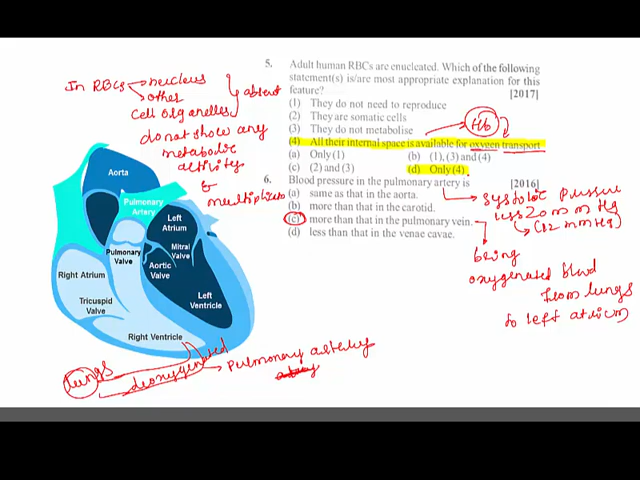 5. Adult human RBCs are enucleated. Which of the following
statement(s) is/are most appropriate explanation for this
feature? [2017]
(1) They do not need to reproduce
(2) They are somatic cells
(3) They do not metabolise
(4) All their internal space is available for oxygen transport
(a) Only (1) (b) (1), (3) and (4)
(c) (2) and (3) (d) Only (4)
6. Blood pressure in the pulmonary artery is [2016]
(a) same as that in the aorta.
(b) more than that in the carotid.
(c) more than that in the pulmonary vein.
(d) less than that in the venae cavae.
In RBCs nucleus
other
cell organelles
absent
do not show any
metabolic
activity
&
Hb
Aorta
Pulmonary
Artery
Left
Atrium
Mitral
Valve
Pulmonary
Valve
Aortic
Valve
Right Atrium
Tricuspid
Valve
Left
Ventricle
Right Ventricle
lungs
deoxygenated
Pulmonary artery
Systolic pressure
less 20 mm Hg
(12 mm Hg)
being
oxygenated blood
from lungs
to left atrium